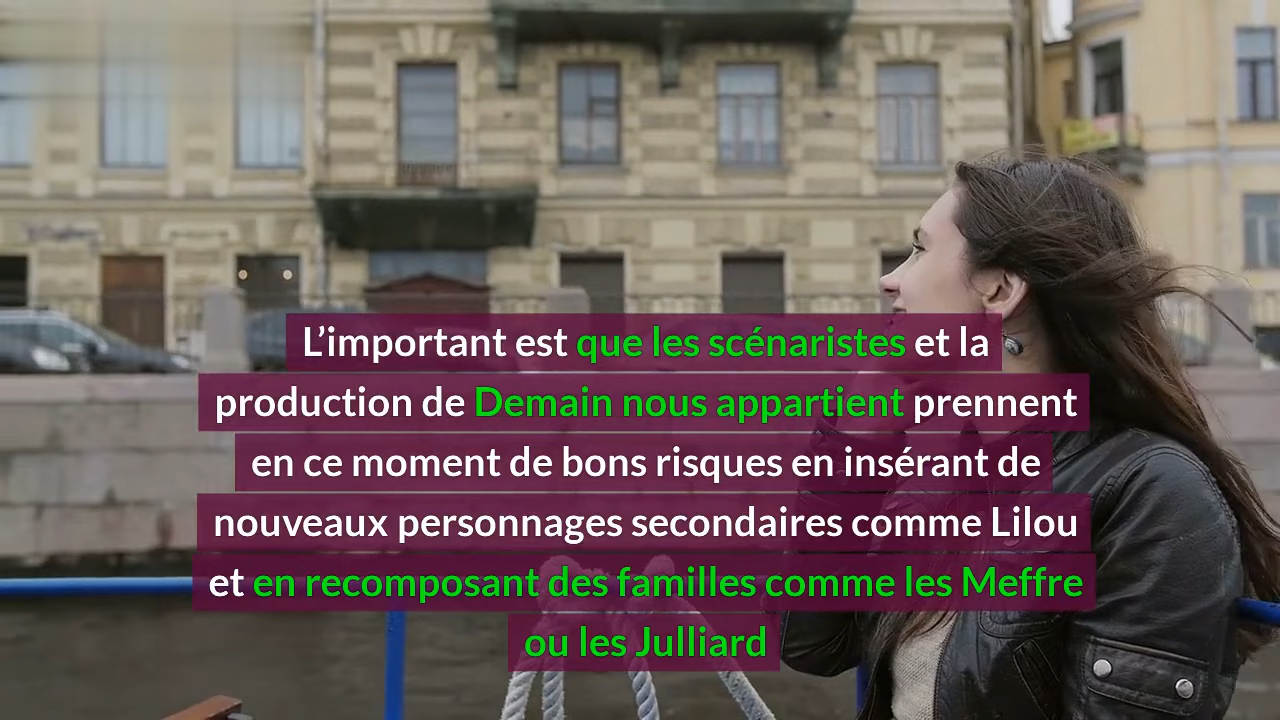 L’important est que les scénaristes et la
production de Demain nous appartient prennent
en ce moment de bons risques en insérant de
nouveaux personnages secondaires comme Lilou
et en recomposant des familles comme les Meffre
ou les Julliard